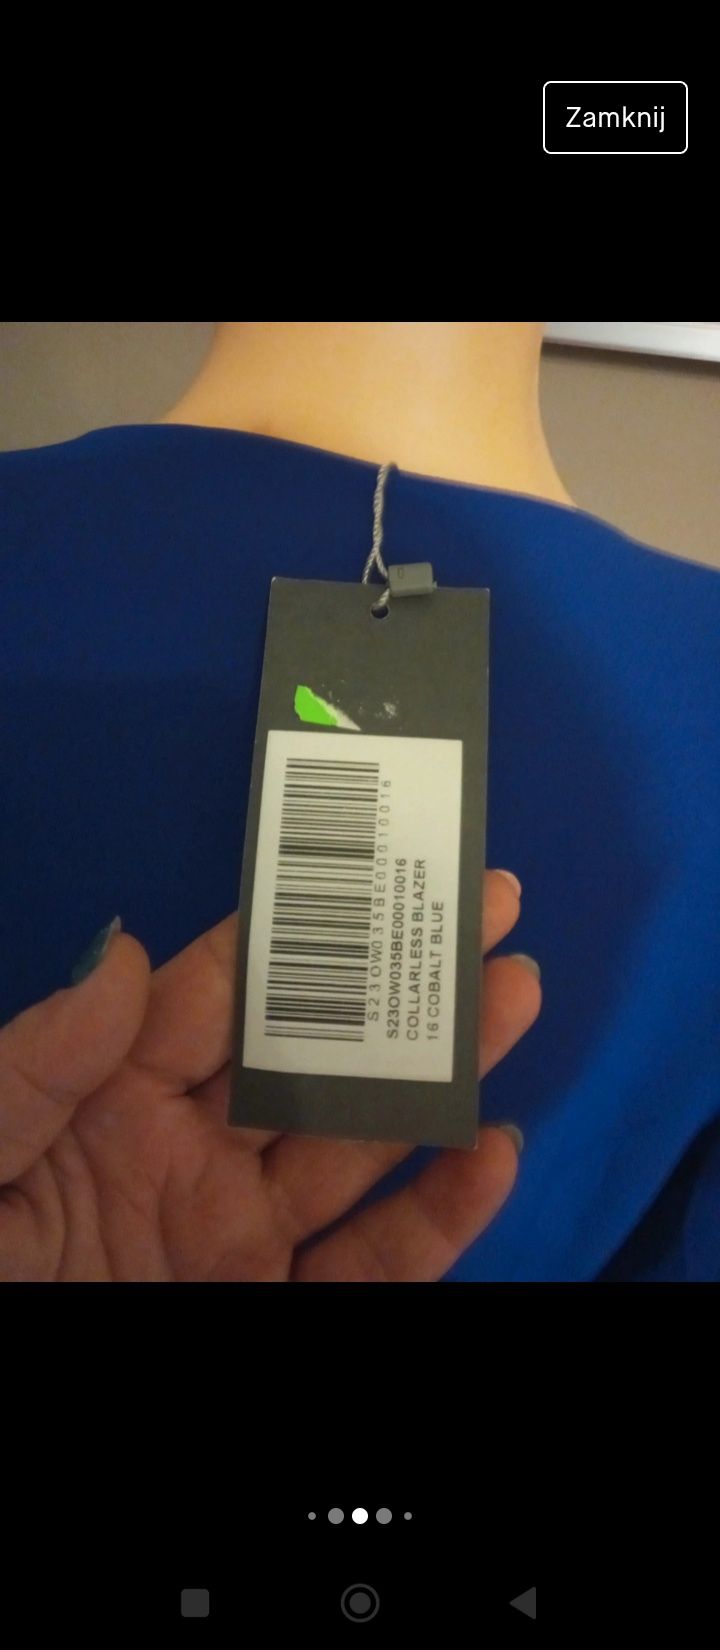 Zamknij
S23OW035BE00010016
S23OW035BE00010016
COLLARLESS BLAZER
16 COBALT BLUE